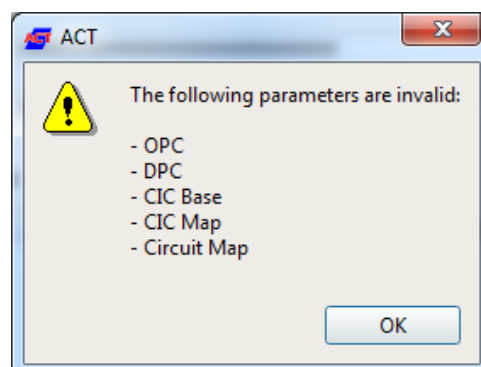 ACT
The following parameters are invalid:
- OPC
- DPC
- CIC Base
- CIC Map
- Circuit Map
OK